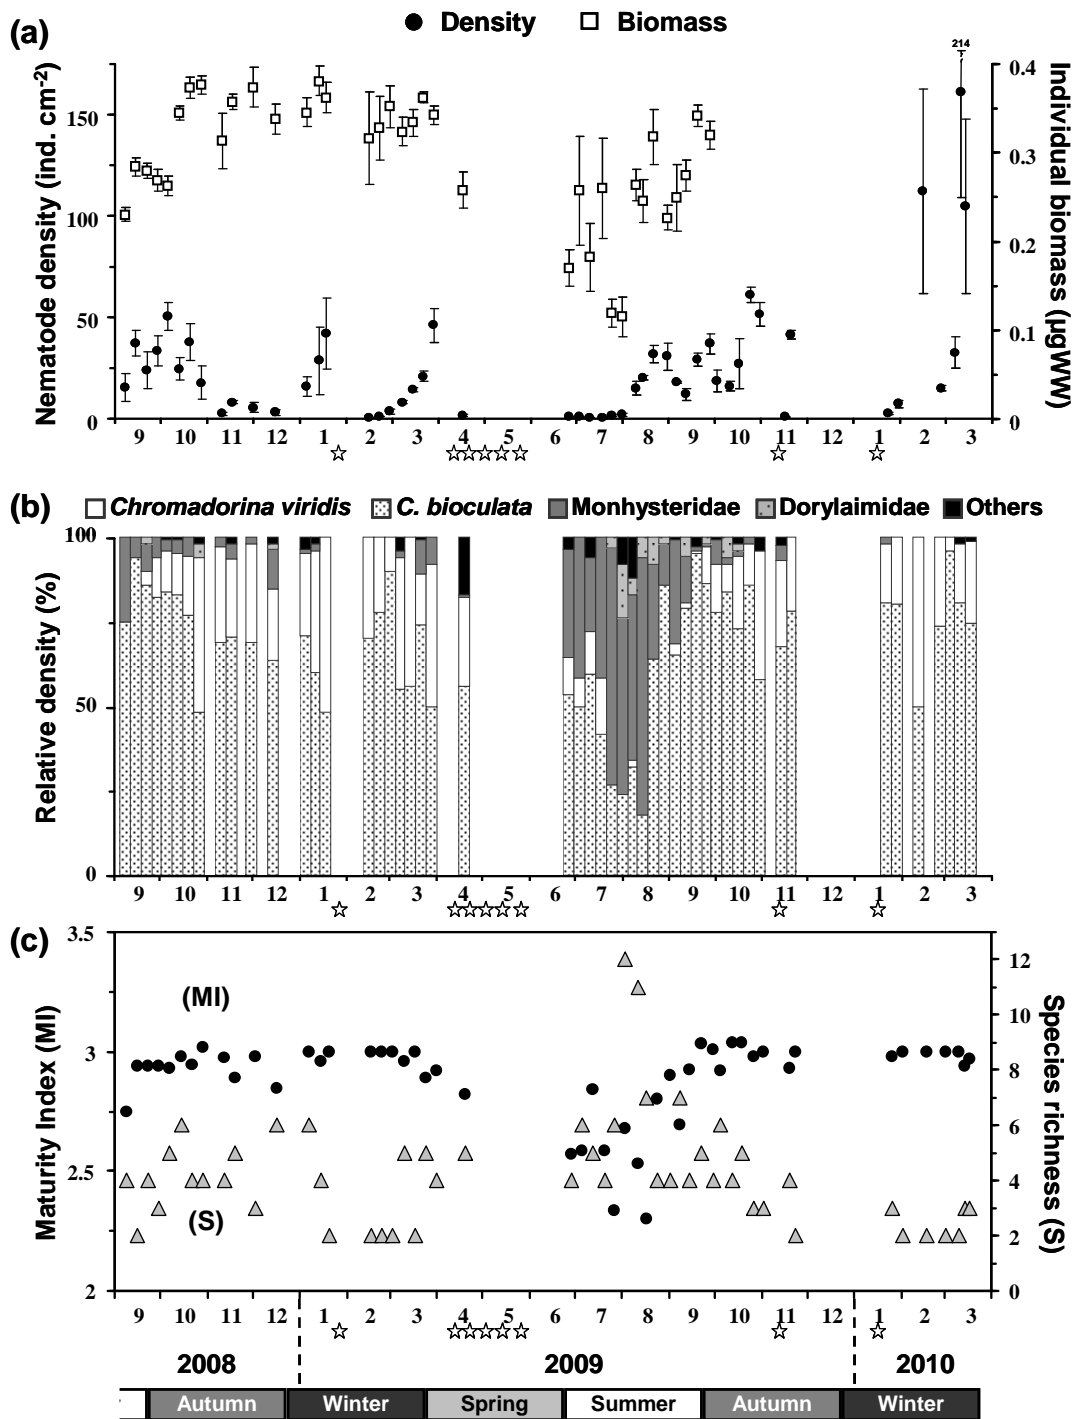 (a)
Density Biomass
214
Nematode density (ind. cm-2)
150
100
50
0
0.4
0.3
0.2
0.1
0
Individual biomass (µgWW)
9 10 11 12 1 2 3 4 5 6 7 8 9 10 11 12 1 2 3
(b)
Chromadorina viridis C. bioculata Monhysteridae Dorylaimidae Others
Relative density (%)
100
50
0
9 10 11 12 1 2 3 4 5 6 7 8 9 10 11 12 1 2 3
(c)
Maturity Index (MI)
3.5
3
2.5
2
(MI)
(S)
12
10
8
6
4
2
0
Species richness (S)
9 10 11 12 1 2 3 4 5 6 7 8 9 10 11 12 1 2 3
2008 2009 2010
Autumn Winter Spring Summer Autumn Winter